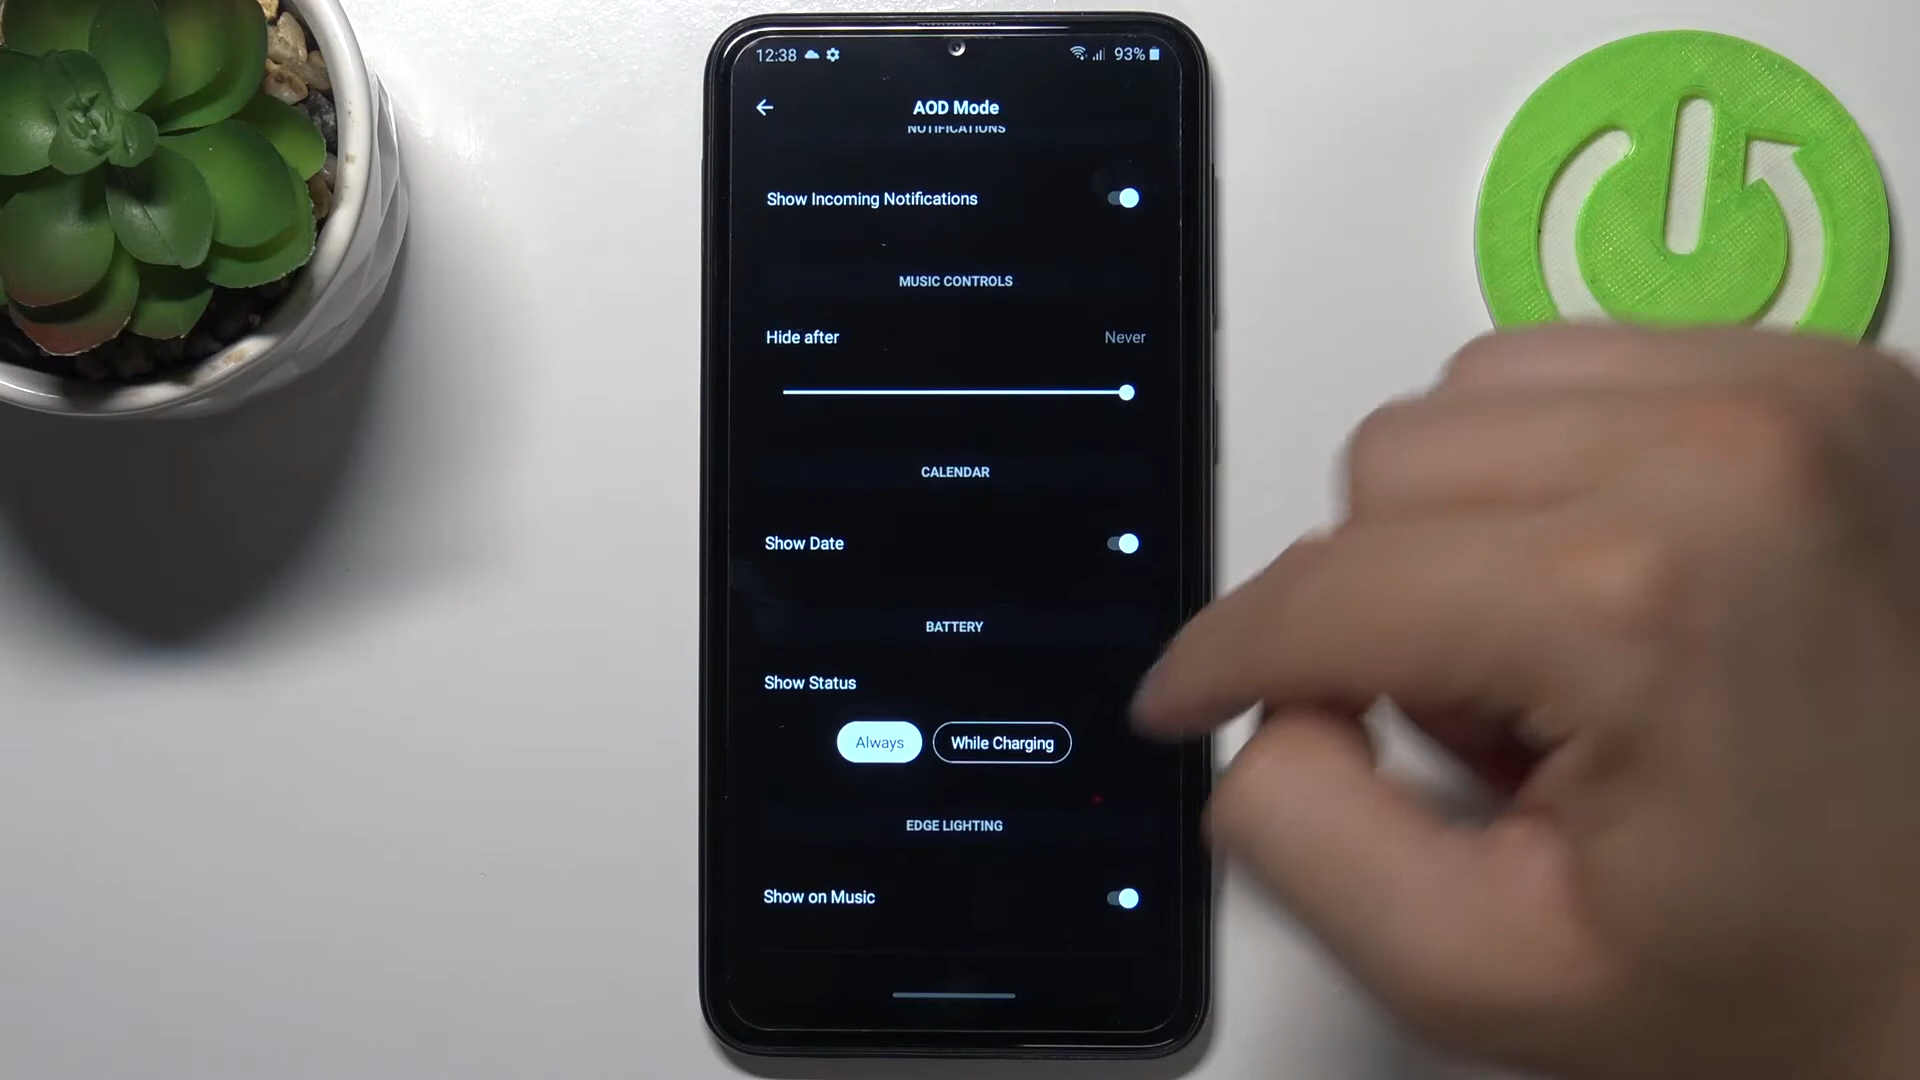 12:38
93%
AOD Mode
NOTIFICATIONS
Show Incoming Notifications
MUSIC CONTROLS
Hide after
Never
CALENDAR
Show Date
BATTERY
Show Status
Always
While Charging
EDGE LIGHTING
Show on Music